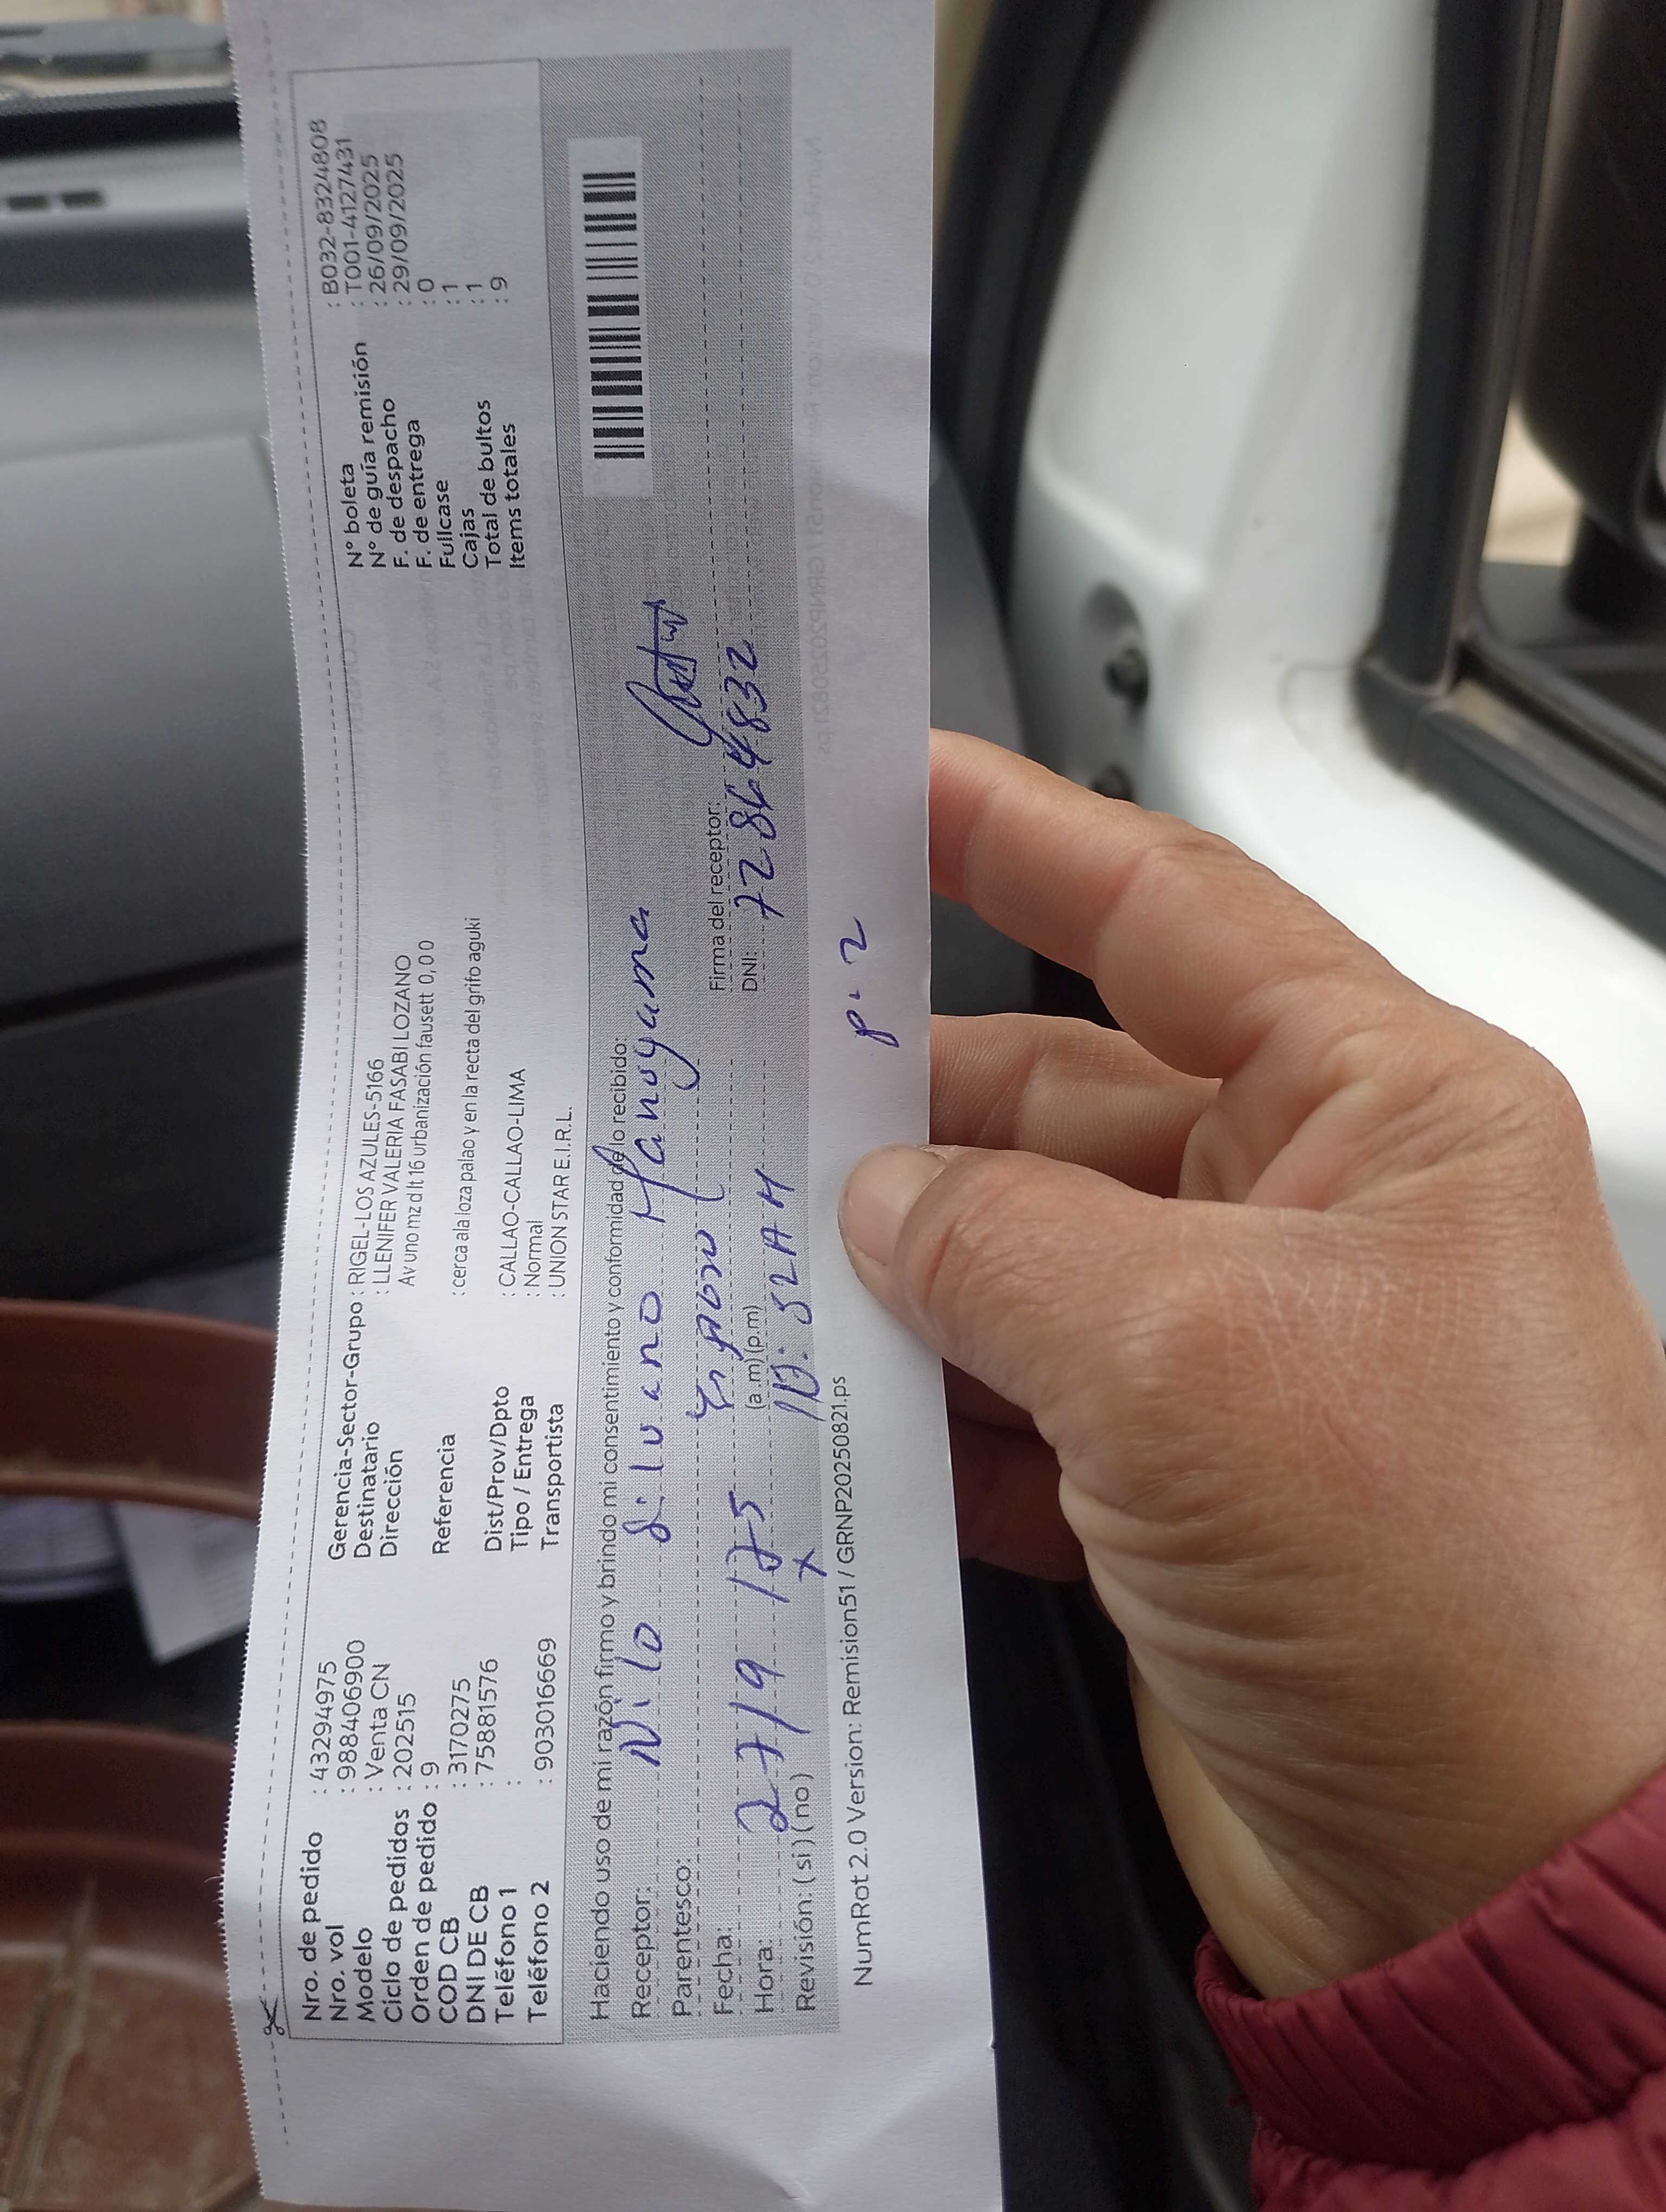 Nro. de pedido : 43294975
Nro. vol : 988406900
Modelo : Venta CN
Ciclo de pedidos : 202515
Orden de pedido : 9
COD CB : 3170275
DNI DE CB : 75881576
Teléfono 1 :
Teléfono 2 : 903016669
Gerencia-Sector-Grupo : RIGEL-LOS AZULES-5166
Destinatario : LLENIFER VALERIA FASABI LOZANO
Dirección Av uno mz d lt 16 urbanización fausett 0, 0 0
Referencia : cerca a la loza palao y en la recta del grifo aguki
Dist/Prov/Dpto : CALLAO-CALLAO-LIMA
Tipo / Entrega : Normal
Transportista : UNION STAR E.I.R.L.
N° boleta : B032-8324808
N° de guía remisión : T001-4127431
F. de despacho : 26/09/2025
F. de entrega : 29/09/2025
Fullcase : 0
Cajas : 1
Total de bultos : 1
Items totales : 9
Haciendo uso de mi razón firmo y brindo mi consentimiento y conformidad de lo recibido:
Receptor: Nilo Silvano
Parentesco:
Fecha: 27/9
Hora: (a.m)(p.m) 52 AM
Revisión: ( si ) ( no ) x
Firma del receptor:
DNI: 72864832
P-2
NumRot 2.0 Version: Remision51 / GRNP20250821.ps